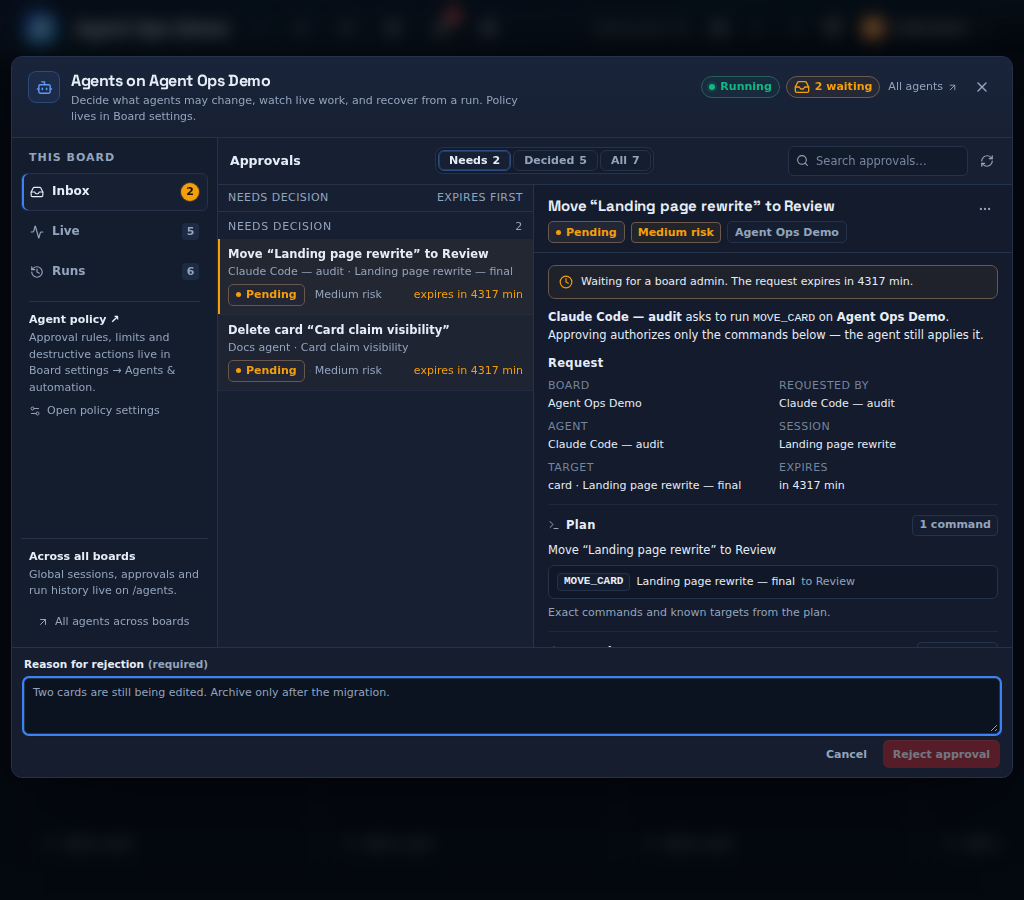 Agents on Agent Ops Demo
Decide what agents may change, watch live work, and recover from a run. Policy
lives in Board settings.
Running
2 waiting
All agents ↗
THIS BOARD
Inbox 2
Live 5
Runs 6
Agent policy ↗
Approval rules, limits and
destructive actions live in
Board settings → Agents &
automation.
Open policy settings
Across all boards
Global sessions, approvals and
run history live on /agents.
All agents across boards
Approvals
Needs 2
Decided 5
All 7
Search approvals...
NEEDS DECISION EXPIRES FIRST
NEEDS DECISION 2
Move “Landing page rewrite” to Review
Claude Code — audit · Landing page rewrite — final
Pending Medium risk expires in 4317 min
Delete card “Card claim visibility”
Docs agent · Card claim visibility
Pending Medium risk expires in 4317 min
Move “Landing page rewrite” to Review
Pending Medium risk Agent Ops Demo
Waiting for a board admin. The request expires in 4317 min.
Claude Code — audit asks to run MOVE_CARD on Agent Ops Demo.
Approving authorizes only the commands below — the agent still applies it.
Request
BOARD REQUESTED BY
Agent Ops Demo Claude Code — audit
AGENT SESSION
Claude Code — audit Landing page rewrite
TARGET EXPIRES
card · Landing page rewrite — final in 4317 min
Plan 1 command
Move “Landing page rewrite” to Review
MOVE_CARD Landing page rewrite — final to Review
Exact commands and known targets from the plan.
Reason for rejection (required)
Two cards are still being edited. Archive only after the migration.
Cancel
Reject approval